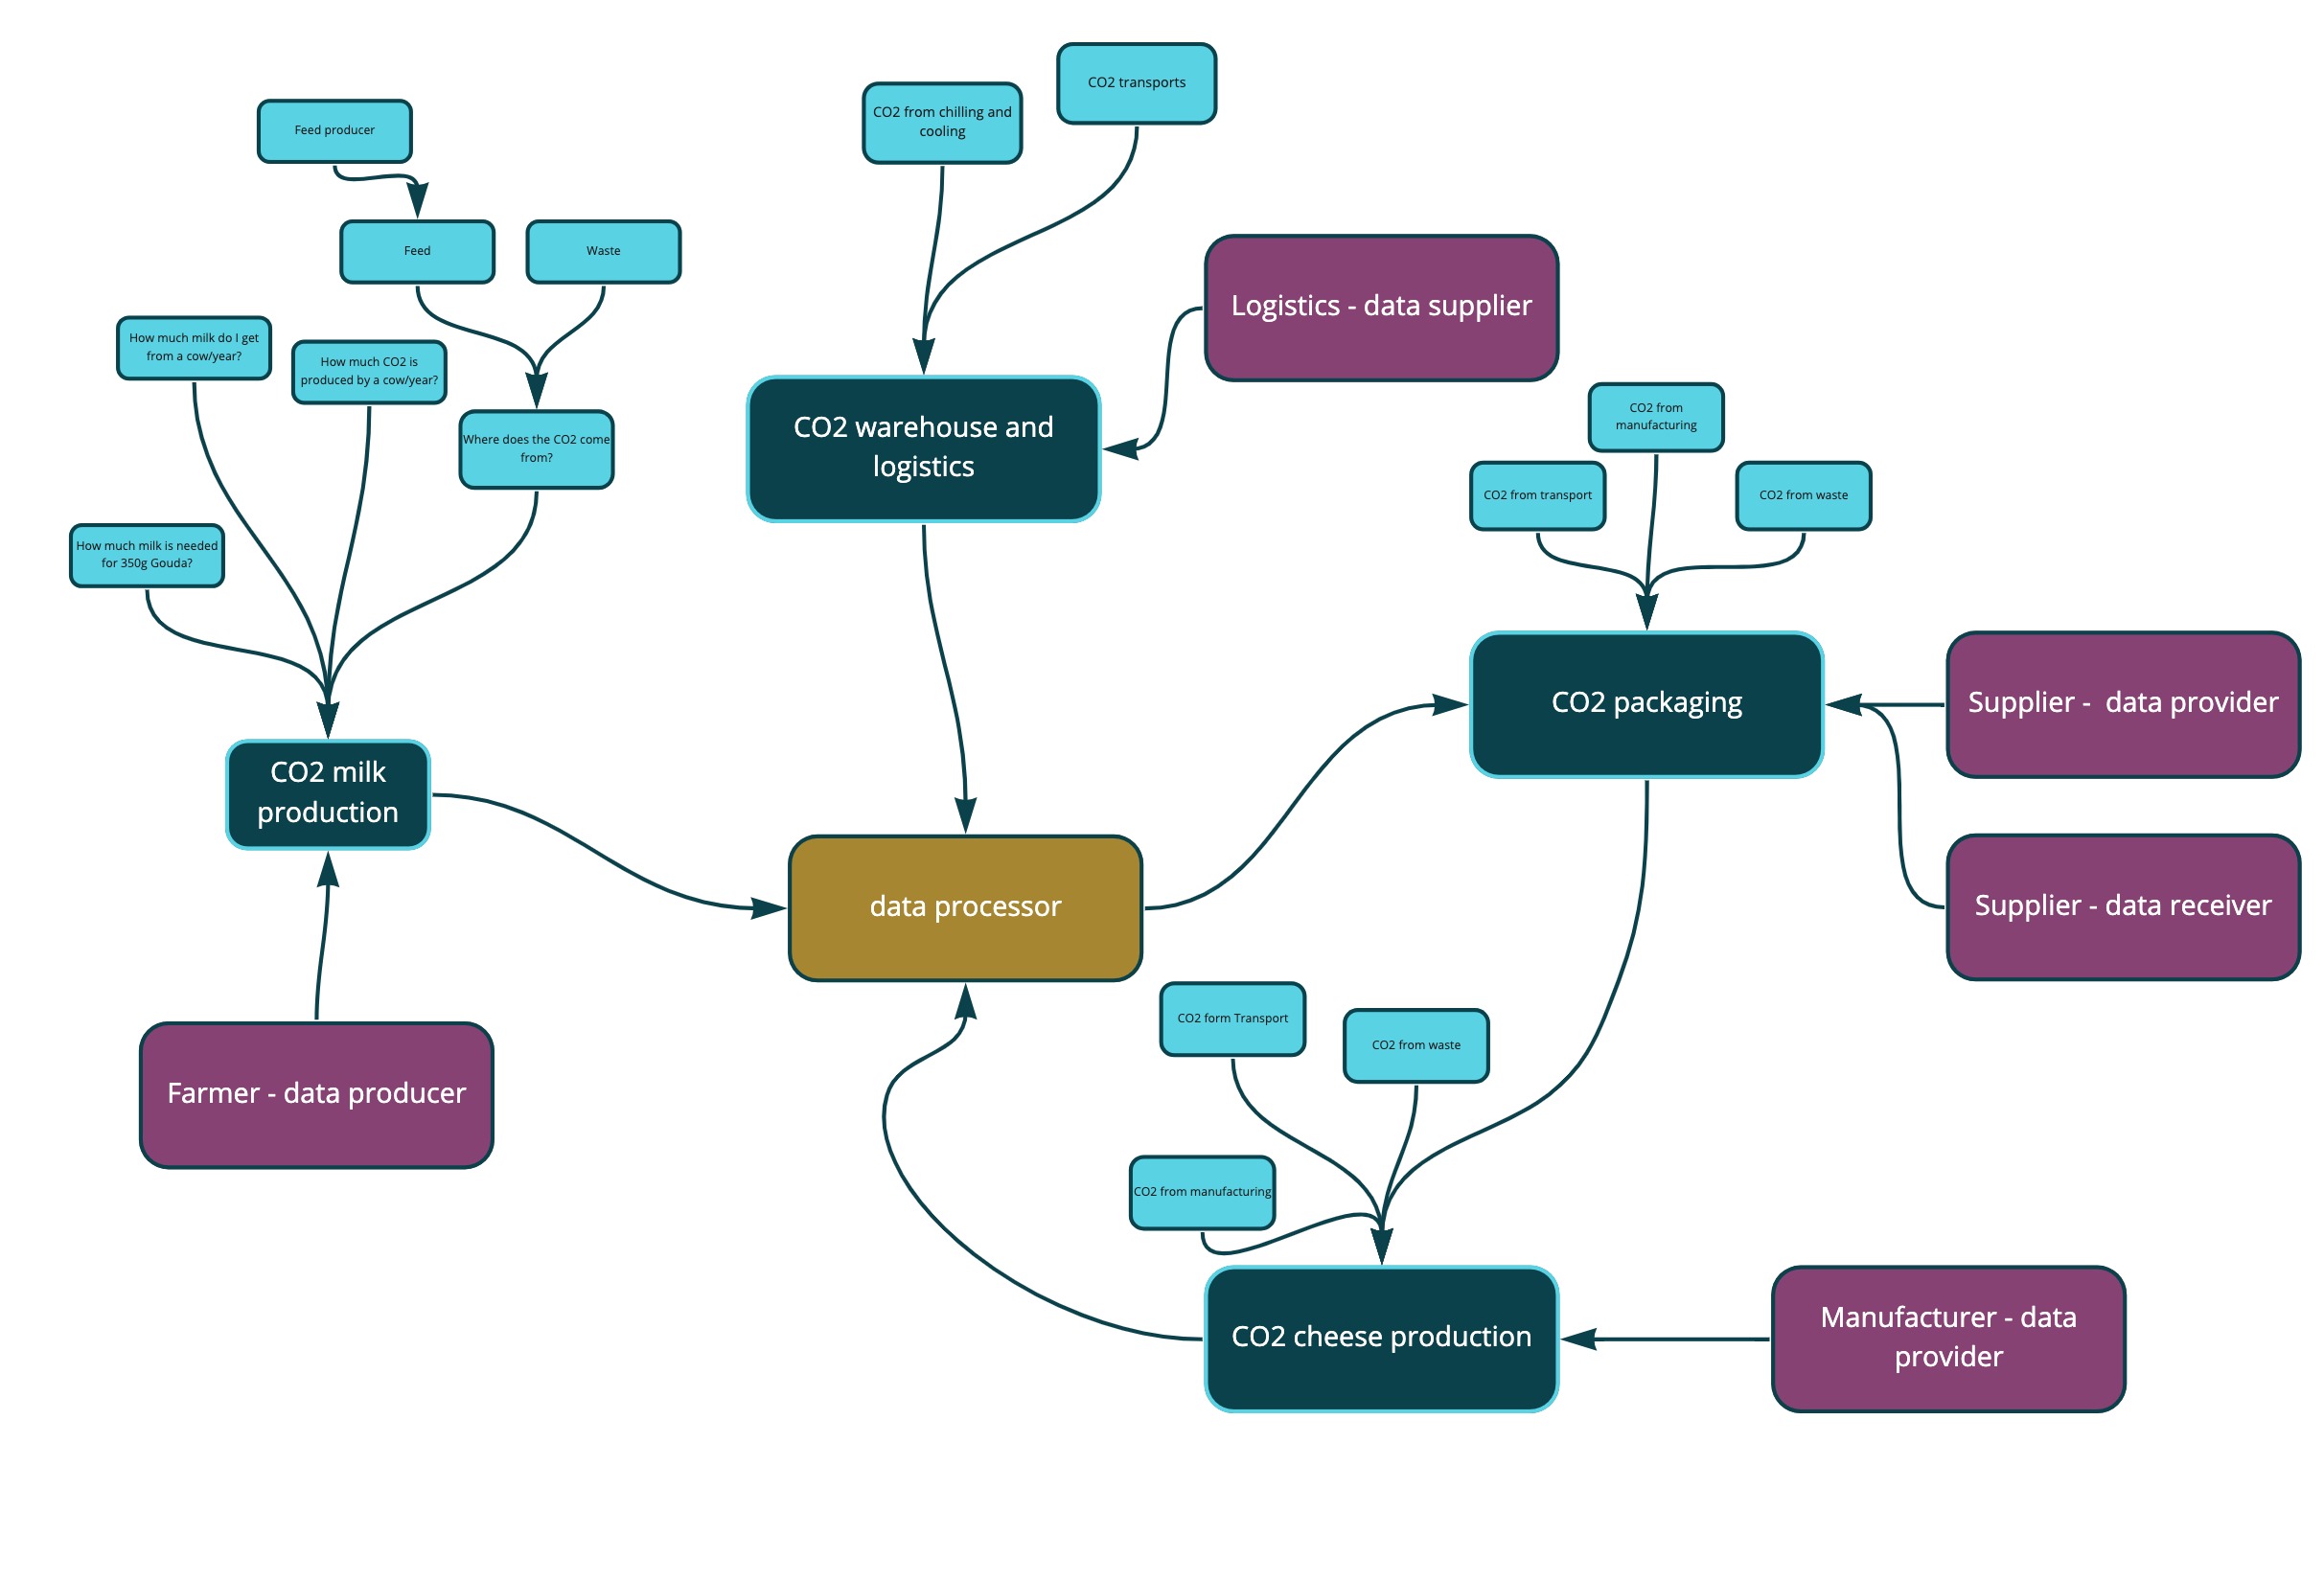 CO2 transports
CO2 from chilling and
cooling
Feed producer
Feed
Waste
Logistics - data supplier
How much milk do I get
from a cow/year?
How much CO2 is
produced by a cow/year?
Where does the CO2 come
from?
CO2 warehouse and
logistics
CO2 from
manufacturing
CO2 from transport
CO2 from waste
How much milk is needed
for 350g Gouda?
CO2 packaging
Supplier -  data provider
CO2 milk
production
data processor
Supplier - data receiver
CO2 form Transport
CO2 from waste
Farmer - data producer
CO2 from manufacturing
CO2 cheese production
Manufacturer - data
provider